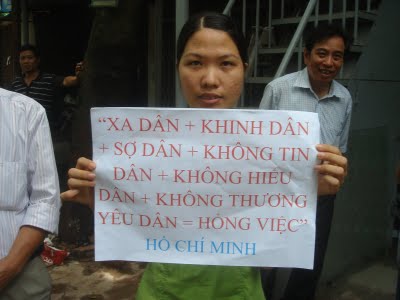 “XA DÂN + KHINH DÂN
+ SỢ DÂN + KHÔNG TIN
DÂN + KHÔNG HIỂU
DÂN + KHÔNG THƯƠNG
YÊU DÂN = HỎNG VIỆC”
HỒ CHÍ MINH